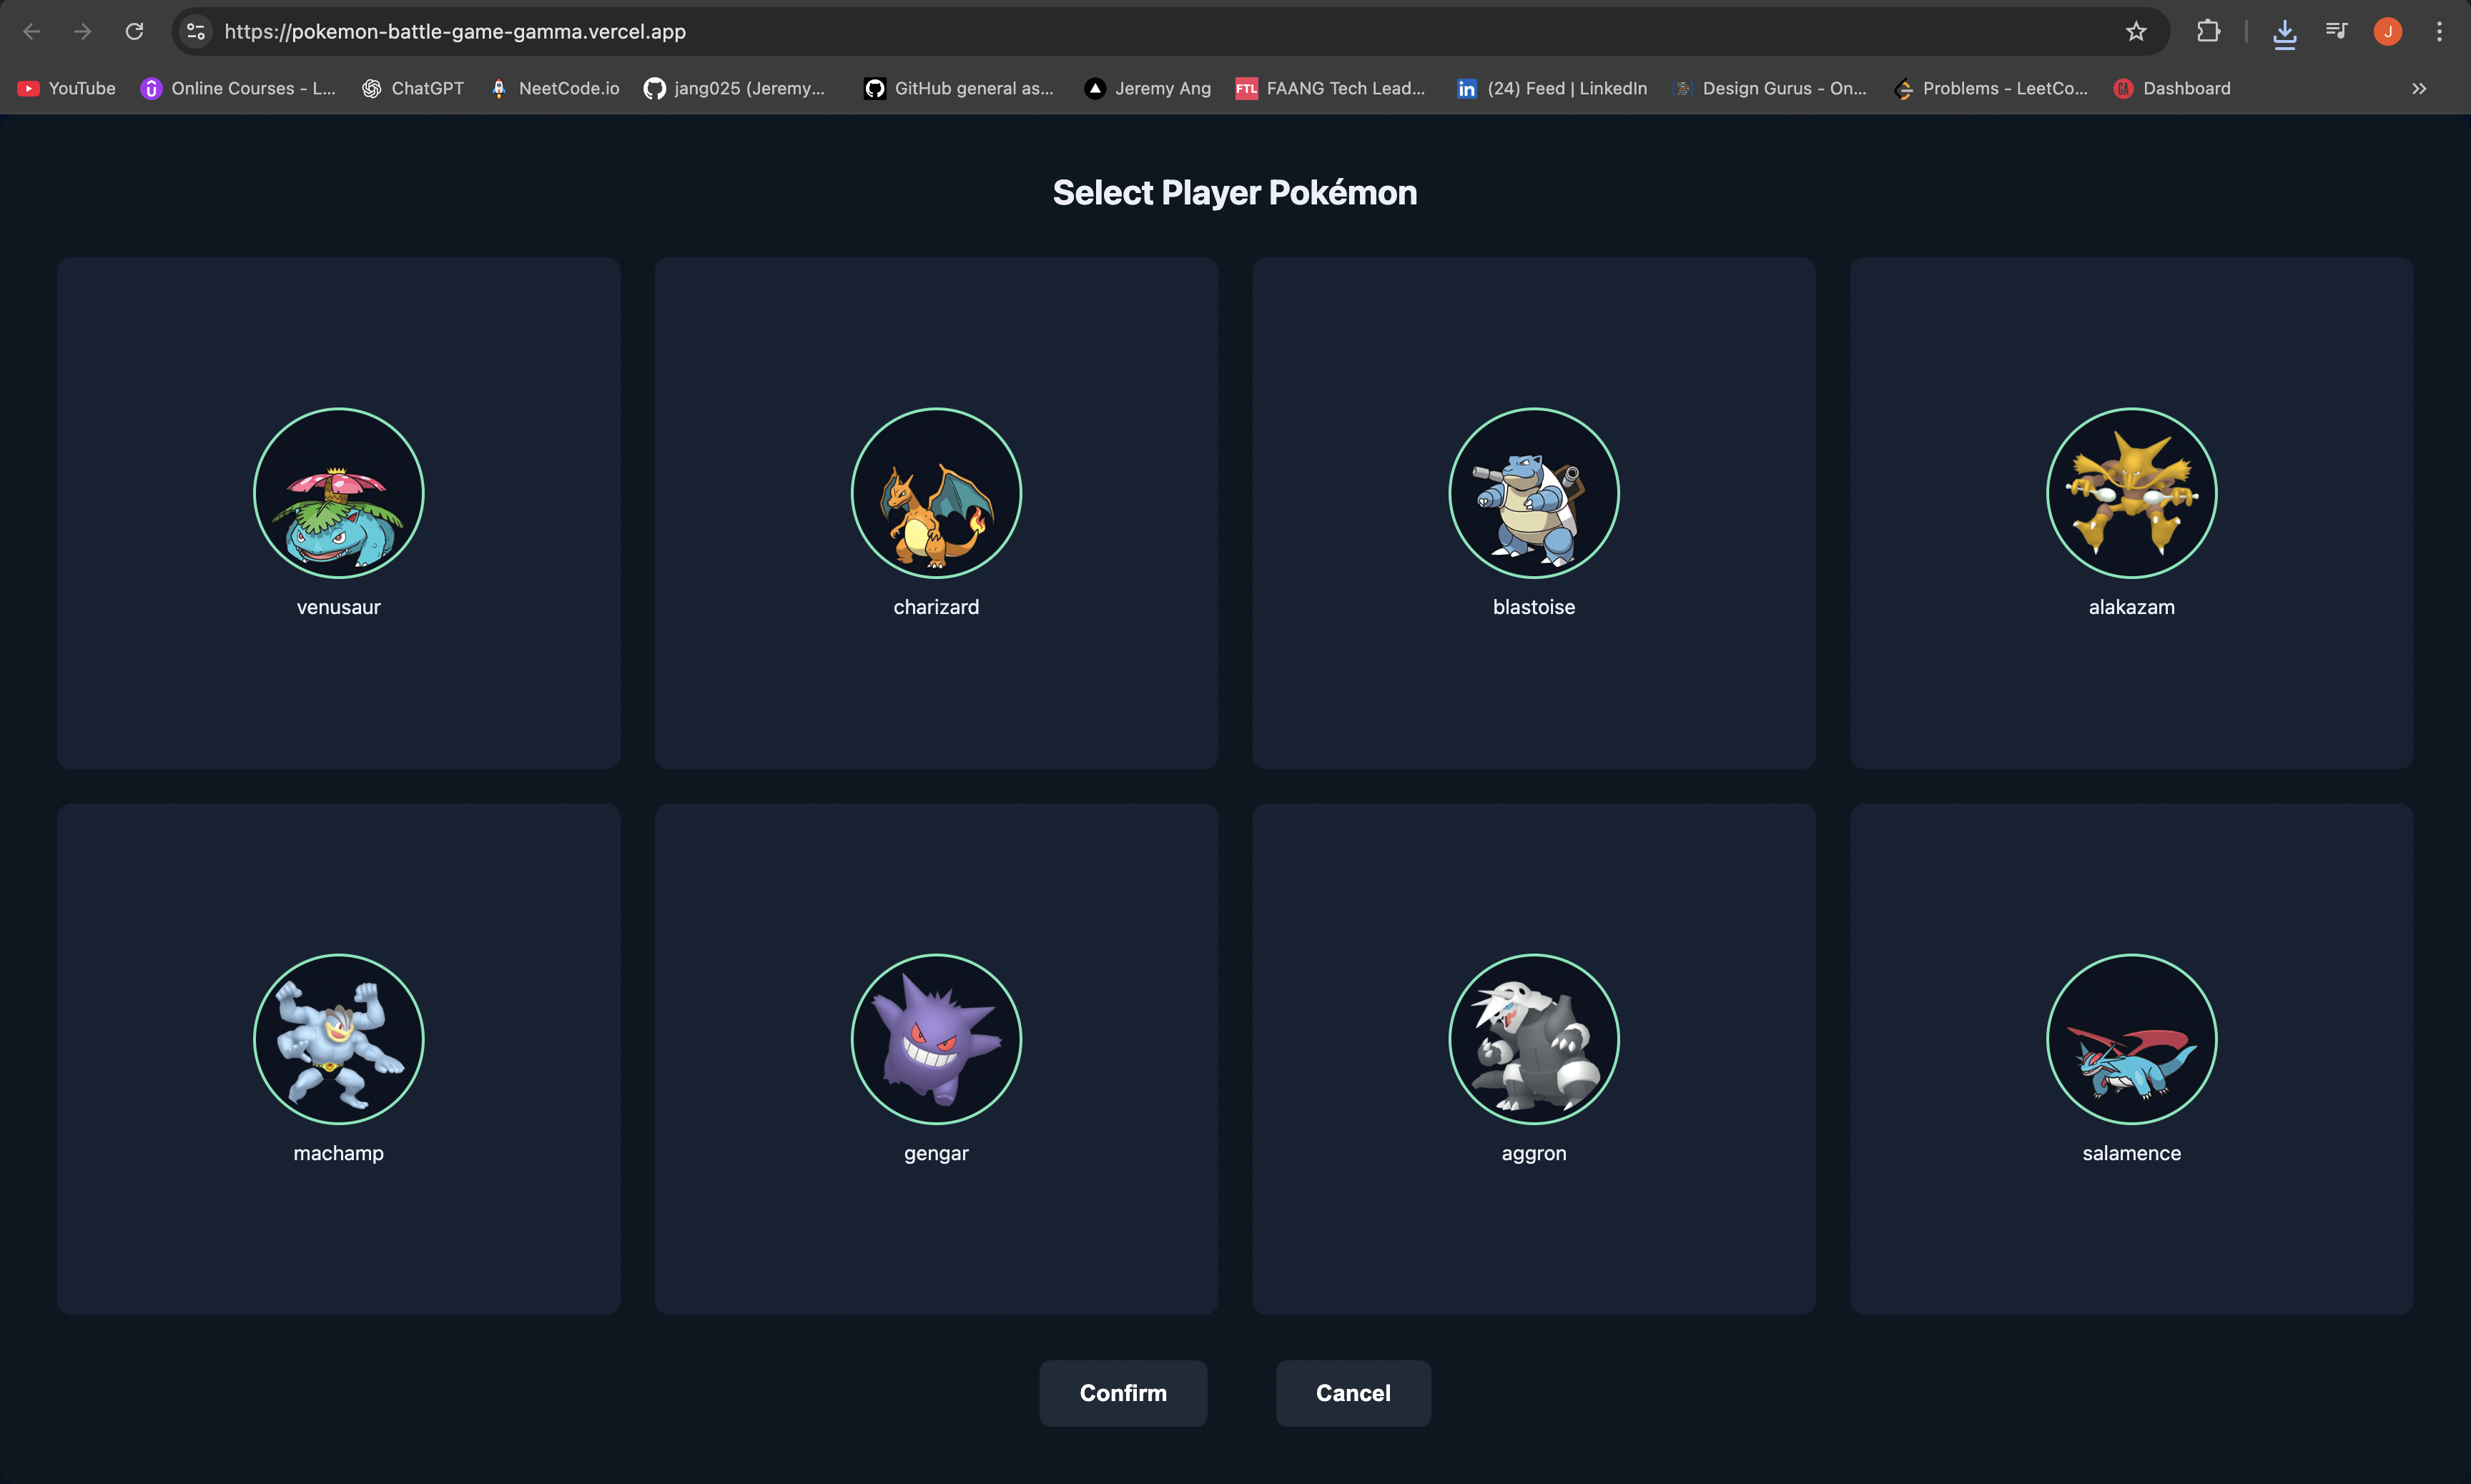 https://pokemon-battle-game-gamma.vercel.app
J
YouTube
Online Courses - L...
ChatGPT
NeetCode.io
jang025 (Jeremy...
GitHub general as...
Jeremy Ang
FTL
FAANG Tech Lead...
in
(24) Feed | LinkedIn
Design Gurus - On...
Problems - LeetCo...
GA
Dashboard
Select Player Pokémon
venusaur
charizard
blastoise
alakazam
machamp
gengar
aggron
salamence
Confirm
Cancel